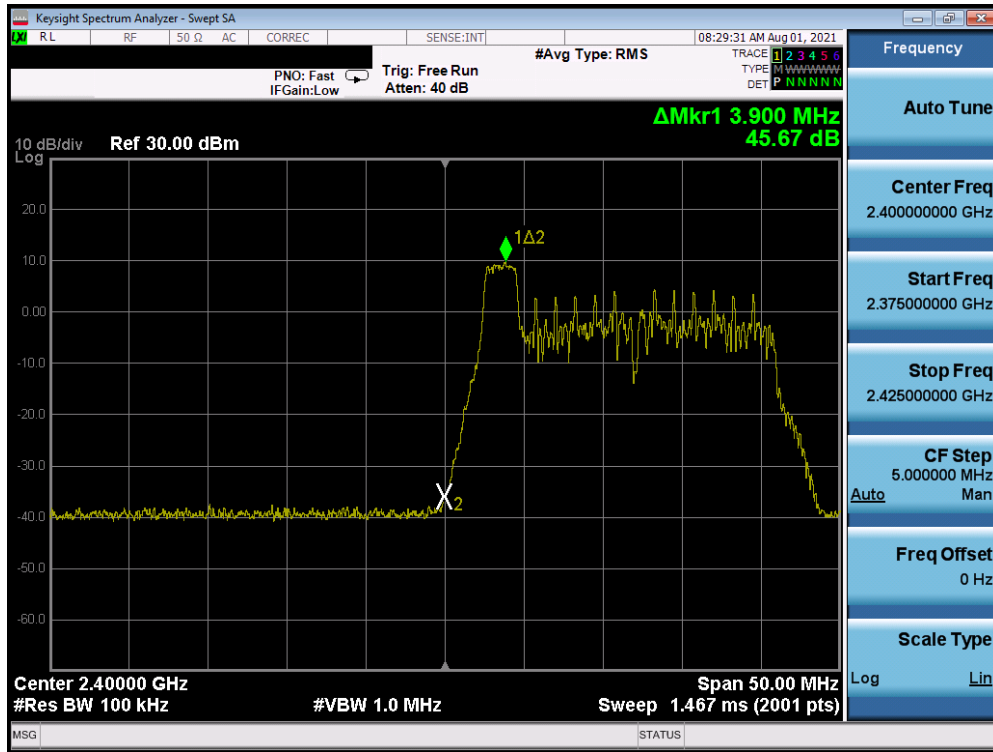 Keysight Spectrum Analyzer - Swept SA
LXI RL RF 50 Ω AC CORREC SENSE:INT 08:29:31 AM Aug 01, 2021
#Avg Type: RMS
TRACE 1 2 3 4 5 6
TYPE M WWWWWW
DET P N N N N N
PNO: Fast
IFGain:Low
Trig: Free Run
Atten: 40 dB
ΔMkr1 3.900 MHz
45.67 dB
10 dB/div Ref 30.00 dBm
Log
20.0
10.0
0.00
-10.0
-20.0
-30.0
-40.0
-50.0
-60.0
1Δ2
X2
Center 2.40000 GHz Span 50.00 MHz
#Res BW 100 kHz #VBW 1.0 MHz Sweep 1.467 ms (2001 pts)
MSG STATUS
Frequency
Auto Tune
Center Freq
2.400000000 GHz
Start Freq
2.375000000 GHz
Stop Freq
2.425000000 GHz
CF Step
5.000000 MHz
Auto Man
Freq Offset
0 Hz
Scale Type
Log Lin